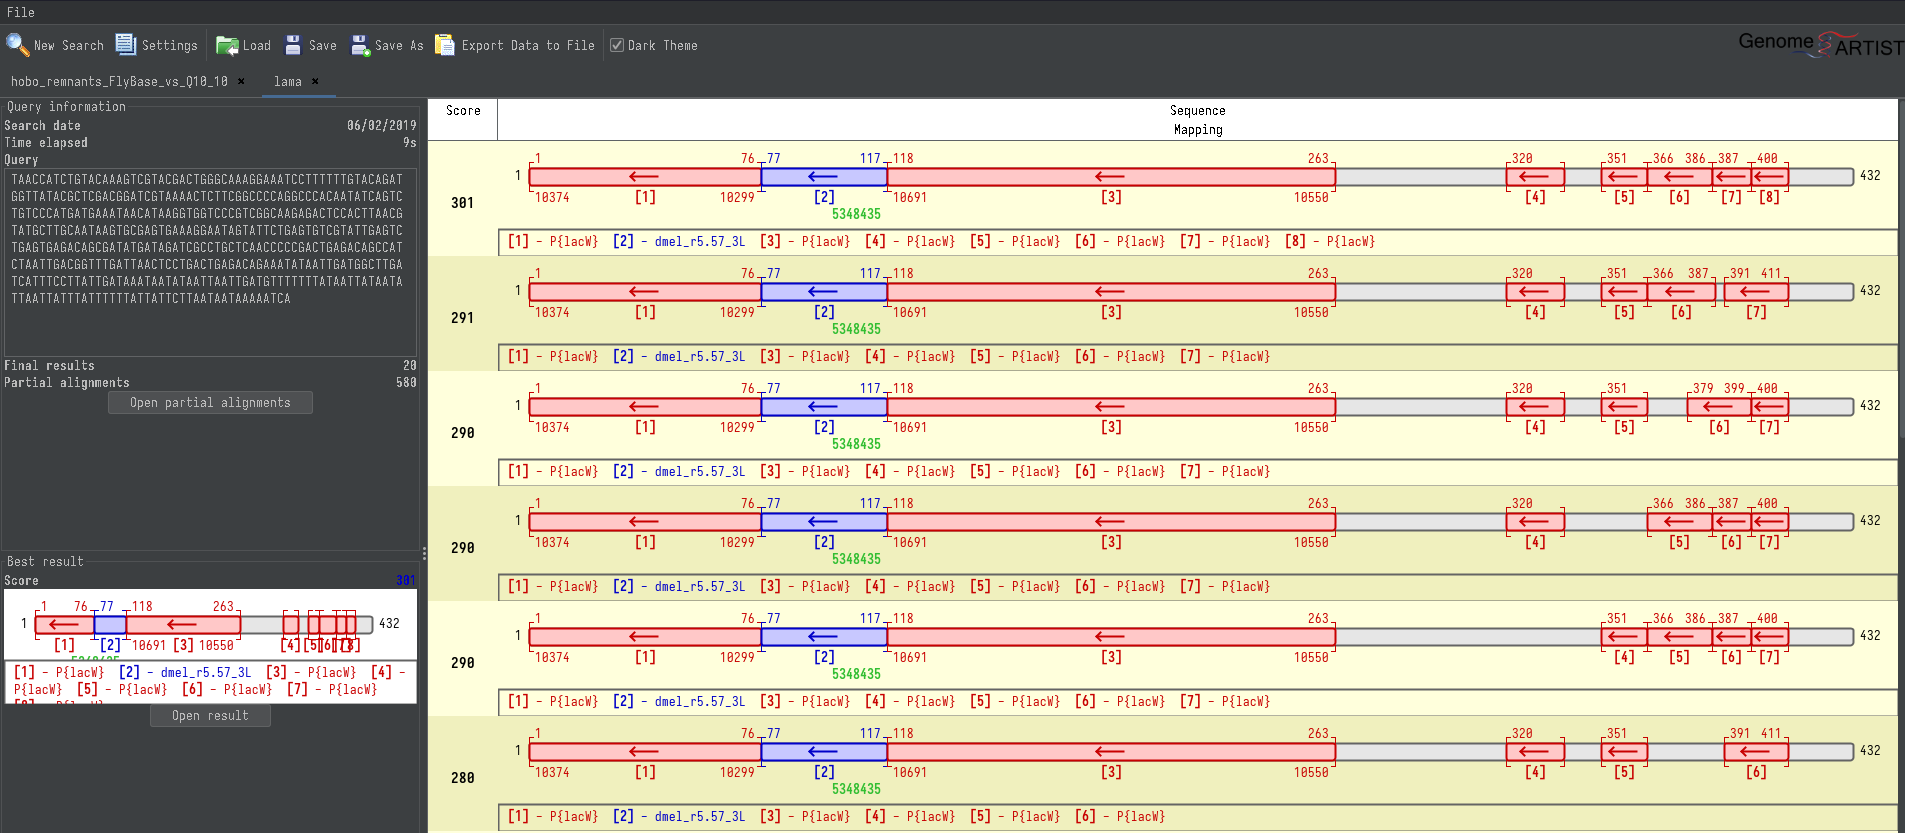 File
New Search Settings Load Save Save As Export Data to File Dark Theme Genome ARTIST
hobo_remnants_FlyBase_vs_Q10_10 × lama ×
Query information
Search date 06/02/2019
Time elapsed 9s
Query
TAACCATCTGTACAAAGTCGTACGACTGGGCAAAGGAAATCCTTTTTTGTACAGAT
GGTTATACGCTCGACGGATCGTAAAACTCTTCGGCCCCAGGCCCACAATATCAGTC
TGTCCCATGATGAAATAACATAAGGTGGTCCCGTCGGCAAGAGACTCCACTTAACG
TATGCTTGCAATAAGTGCGAGTGAAAGGAATAGTATTCTGAGTGTCGTATTGAGTC
TGAGTGAGACAGCGATATGATAGATCGCCTGCTCAACCCCCGACTGAGACAGCCAT
CTAATTGACGGTTTGATTAACTCCTGACTGAGACAGAAATATAATTGATGGCTTGA
TCATTTCCTTATTGATAAATAATATAATTAATTGATGTTTTTTTATAATTATAATA
TTAATTATTTATTTTTTATTATTCTTAATAATAAAAATCA
Final results 20
Partial alignments 580
Open partial alignments
Best result
Score 301
1 76 77 118 263
1 432
[1] [2] 10691 [3] 10550 [4]
[1] - P{lacW} [2] - dmel_r5.57_3L [3] - P{lacW} [4] -
P{lacW} [5] - P{lacW} [6] - P{lacW} [7] - P{lacW}
Open result
Score Sequence
Mapping
1 76 77 117 118 263 320 351 366 386 387 400
1 432
10374 [1] 10299 [2] 10691 [3] 10550 [4] [5] [6] [7] [8]
301
5348435
[1] - P{lacW} [2] - dmel_r5.57_3L [3] - P{lacW} [4] - P{lacW} [5] - P{lacW} [6] - P{lacW} [7] - P{lacW} [8] - P{lacW}
1 76 77 117 118 263 320 351 366 387 391 411
1 432
10374 [1] 10299 [2] 10691 [3] 10550 [4] [5] [6] [7]
291
5348435
[1] - P{lacW} [2] - dmel_r5.57_3L [3] - P{lacW} [4] - P{lacW} [5] - P{lacW} [6] - P{lacW} [7] - P{lacW}
1 76 77 117 118 263 320 351 379 399 400
1 432
10374 [1] 10299 [2] 10691 [3] 10550 [4] [5] [6] [7]
290
5348435
[1] - P{lacW} [2] - dmel_r5.57_3L [3] - P{lacW} [4] - P{lacW} [5] - P{lacW} [6] - P{lacW} [7] - P{lacW}
1 76 77 117 118 263 320 366 386 387 400
1 432
10374 [1] 10299 [2] 10691 [3] 10550 [4] [5] [6] [7]
290
5348435
[1] - P{lacW} [2] - dmel_r5.57_3L [3] - P{lacW} [4] - P{lacW} [5] - P{lacW} [6] - P{lacW} [7] - P{lacW}
1 76 77 117 118 263 351 366 386 387 400
1 432
10374 [1] 10299 [2] 10691 [3] 10550 [4] [5] [6] [7]
290
5348435
[1] - P{lacW} [2] - dmel_r5.57_3L [3] - P{lacW} [4] - P{lacW} [5] - P{lacW} [6] - P{lacW} [7] - P{lacW}
1 76 77 117 118 263 320 351 391 411
1 432
10374 [1] 10299 [2] 10691 [3] 10550 [4] [5] [6]
280
5348435
[1] - P{lacW} [2] - dmel_r5.57_3L [3] - P{lacW} [4] - P{lacW} [5] - P{lacW} [6] - P{lacW}